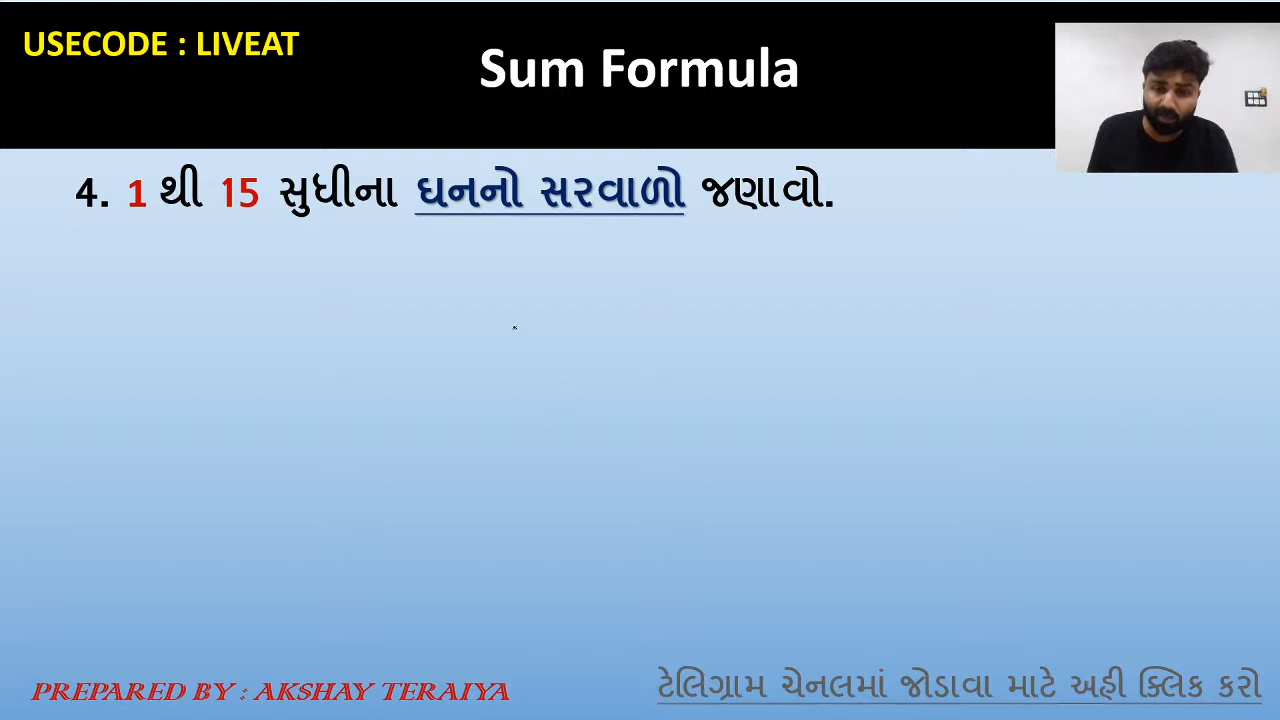 USECODE : LIVEAT
Sum Formula
4. 1 થી 15 સુધીના ઘનનો સરવાળો જણાવો.
PREPARED BY : AKSHAY TERAIYA
ટેલિગ્રામ ચેનલમાં જોડાવા માટે અહી ક્લિક કરો